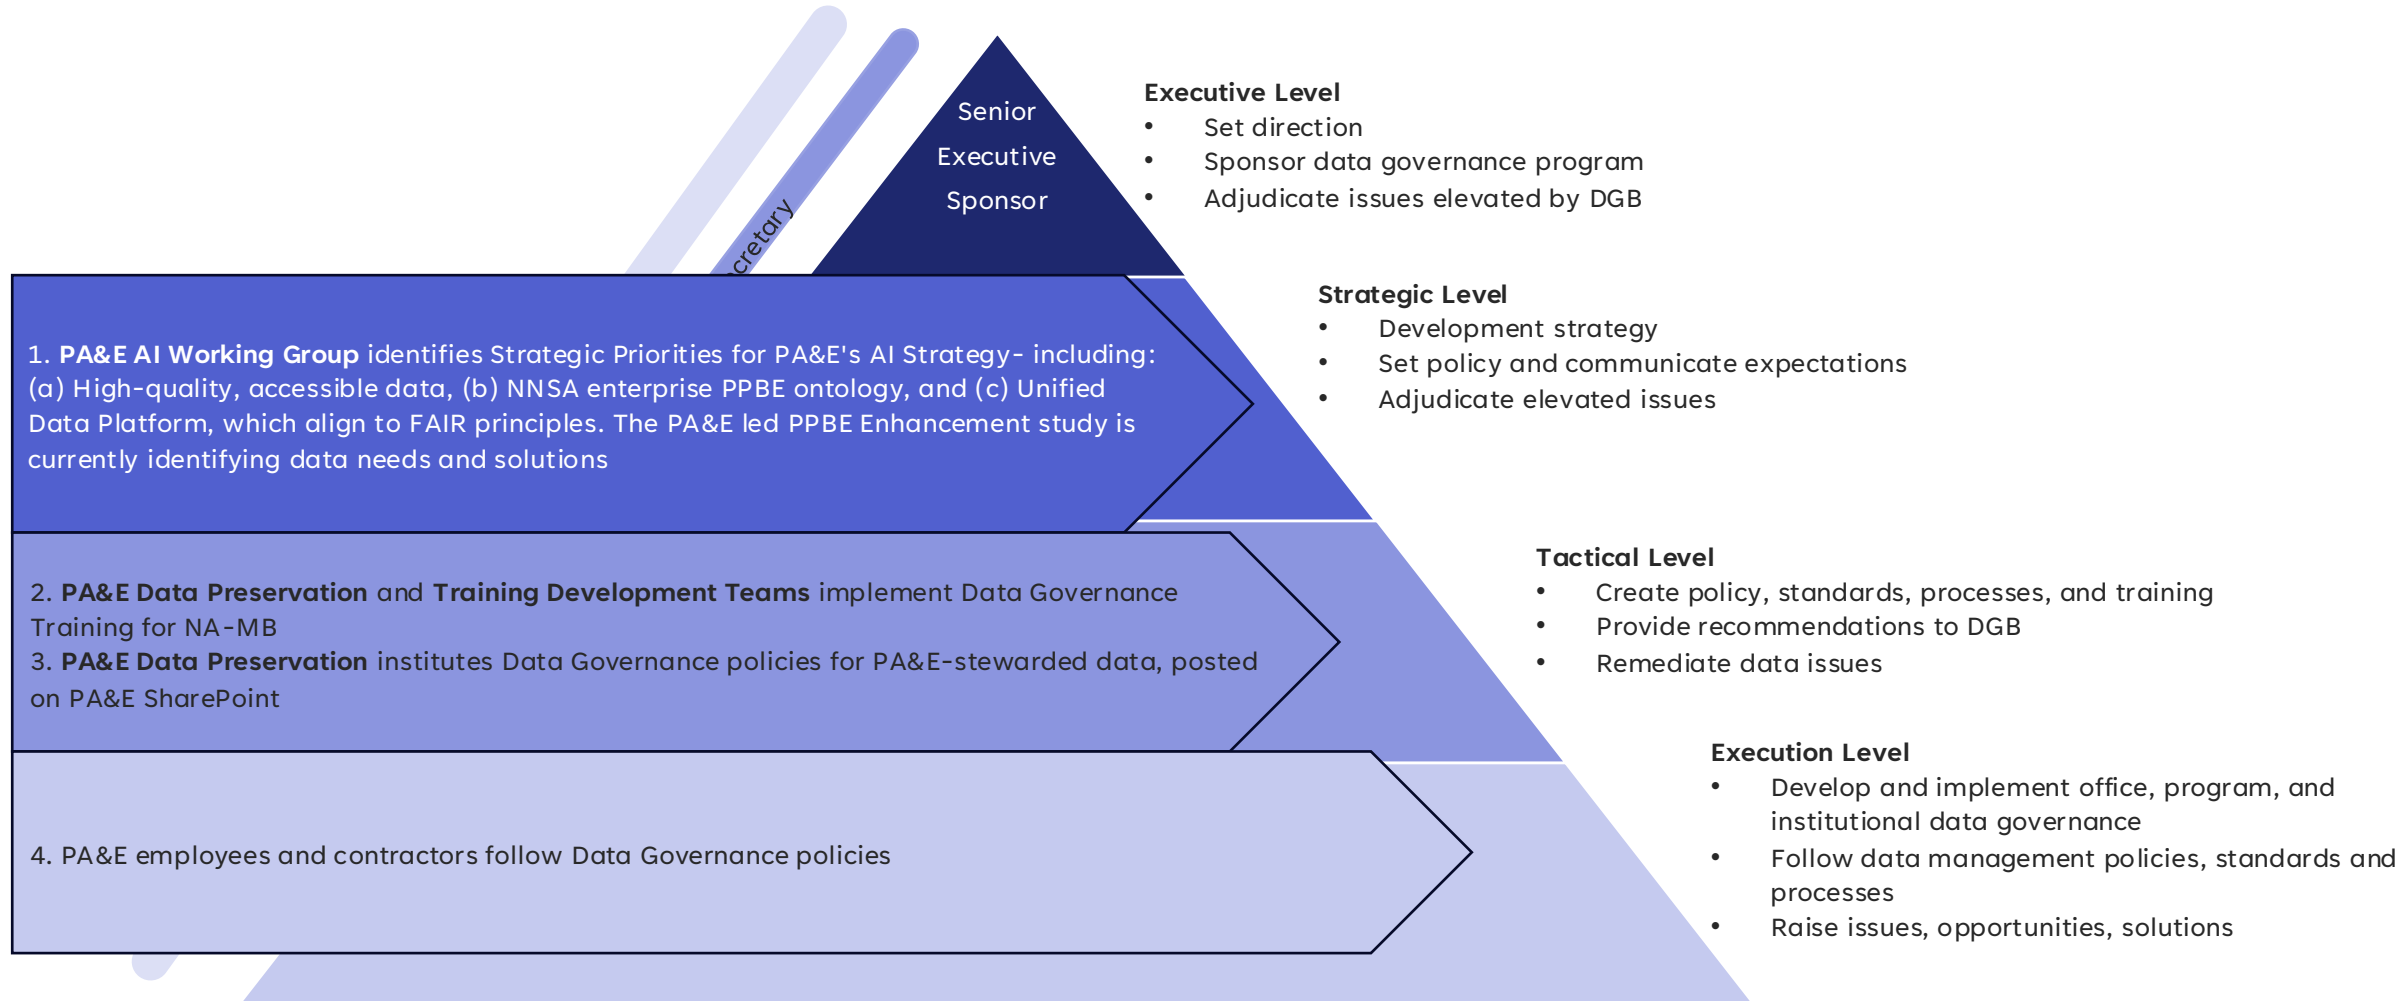 Senior
Executive
Sponsor
Executive Level
• Set direction
• Sponsor data governance program
• Adjudicate issues elevated by DGB
Strategic Level
• Development strategy
• Set policy and communicate expectations
• Adjudicate elevated issues
1. PA&E AI Working Group identifies Strategic Priorities for PA&E's AI Strategy- including:
(a) High-quality, accessible data, (b) NNSA enterprise PPBE ontology, and (c) Unified
Data Platform, which align to FAIR principles. The PA&E led PPBE Enhancement study is
currently identifying data needs and solutions
Tactical Level
• Create policy, standards, processes, and training
• Provide recommendations to DGB
• Remediate data issues
2. PA&E Data Preservation and Training Development Teams implement Data Governance
Training for NA-MB
3. PA&E Data Preservation institutes Data Governance policies for PA&E-stewarded data, posted
on PA&E SharePoint
Execution Level
• Develop and implement office, program, and
institutional data governance
• Follow data management policies, standards and
processes
• Raise issues, opportunities, solutions
4. PA&E employees and contractors follow Data Governance policies